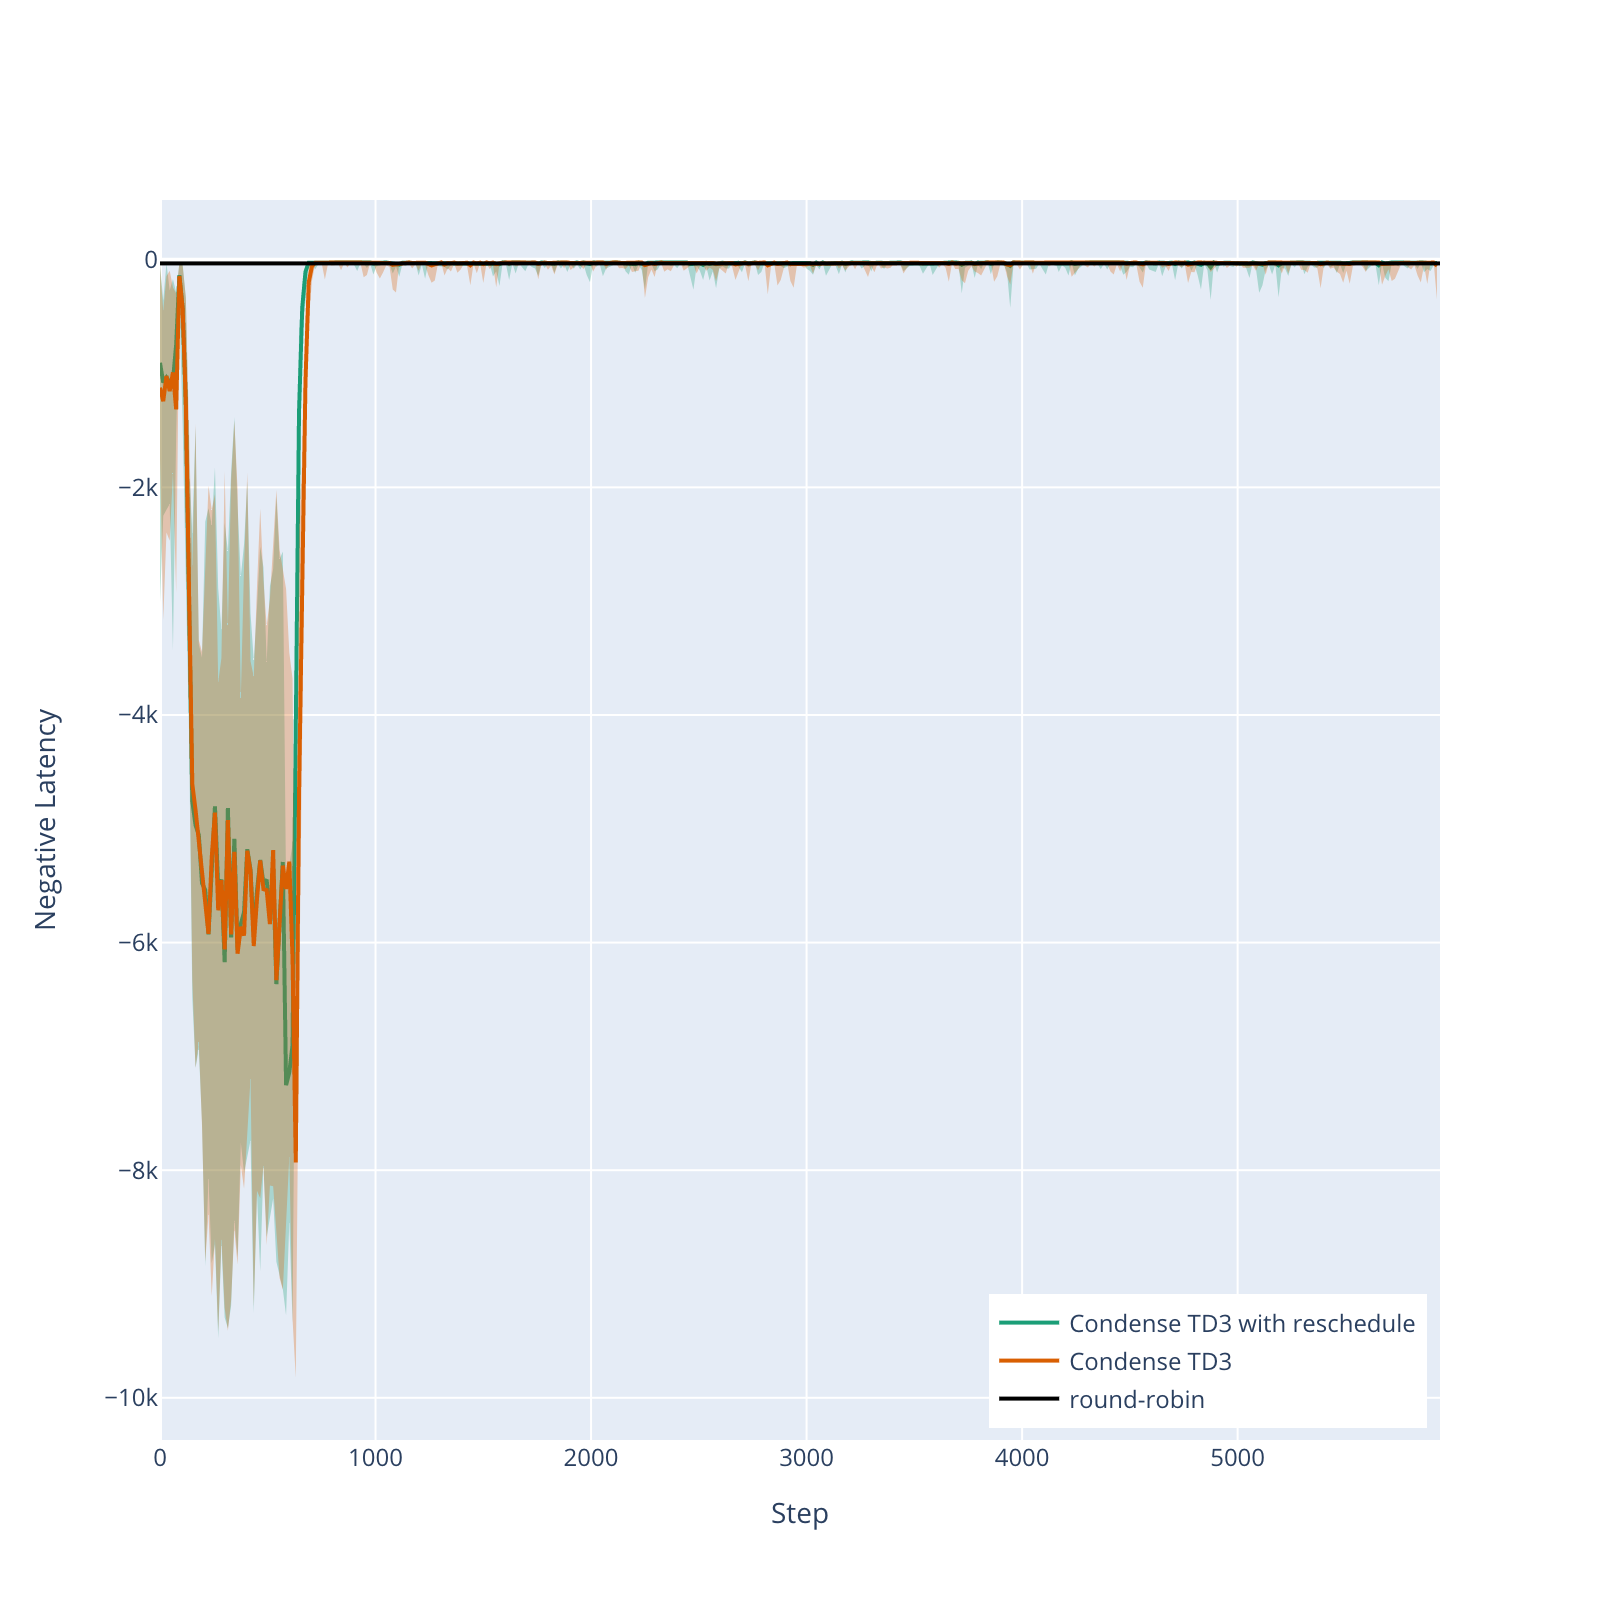 0
−2k
−4k
−6k
−8k
−10k
Negative Latency
0
1000
2000
3000
4000
5000
Step
Condense TD3 with reschedule
Condense TD3
round-robin